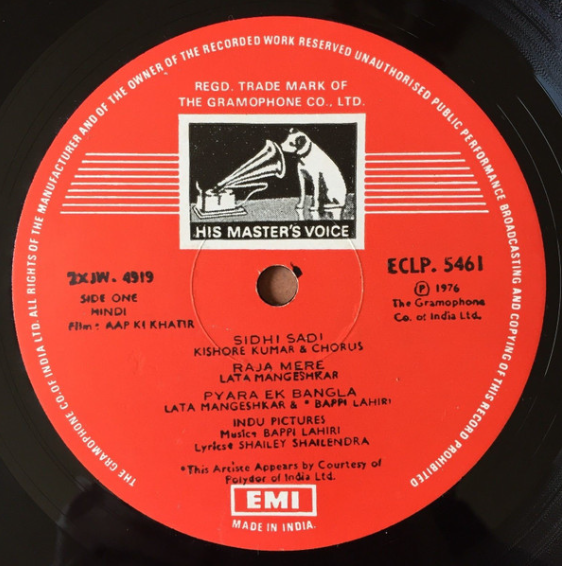 THE GRAMOPHONE CO. OF INDIA LTD. ALL RIGHTS OF THE MANUFACTURER AND OF THE OWNER OF THE RECORDED WORK RESERVED UNAUTHORISED PUBLIC PERFORMANCE BROADCASTING AND COPYING OF THIS RECORD PROHIBITED
REGD. TRADE MARK OF
THE GRAMOPHONE CO., LTD.
HIS MASTER'S VOICE
2XJW. 4919
SIDE ONE
HINDI
Film: AAP KI KHATIR
ECLP. 5461
Ⓟ 1976
The Gramophone
Co. of India Ltd.
SIDHI SADI
KISHORE KUMAR & CHORUS
RAJA MERE
LATA MANGESHKAR
PYARA EK BANGLA
LATA MANGESHKAR & * BAPPI LAHIRI
INDU PICTURES
Music: BAPPI LAHIRI
Lyrics: SHAILEY SHAILENDRA
*This Artiste Appears by Courtesy of
Polydor of India Ltd.
EMI
MADE IN INDIA.